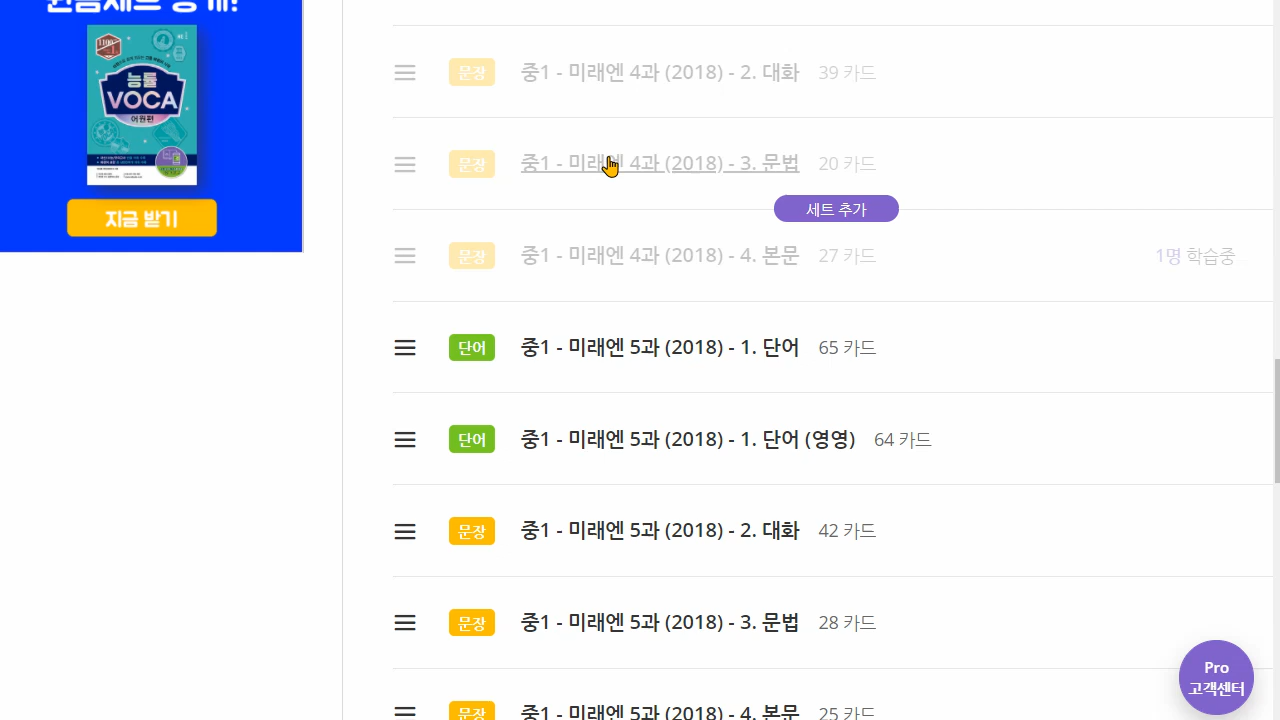 능률
VOCA
어원편
지금 받기
문장 중1 - 미래엔 4과 (2018) - 2. 대화 39 카드
문장 중1 - 미래엔 4과 (2018) - 3. 문법 20 카드
세트 추가
문장 중1 - 미래엔 4과 (2018) - 4. 본문 27 카드 1명 학습중
단어 중1 - 미래엔 5과 (2018) - 1. 단어 65 카드
단어 중1 - 미래엔 5과 (2018) - 1. 단어 (영영) 64 카드
문장 중1 - 미래엔 5과 (2018) - 2. 대화 42 카드
문장 중1 - 미래엔 5과 (2018) - 3. 문법 28 카드
문장 중1 - 미래엔 5과 (2018) - 4. 본문 25 카드
Pro
고객센터